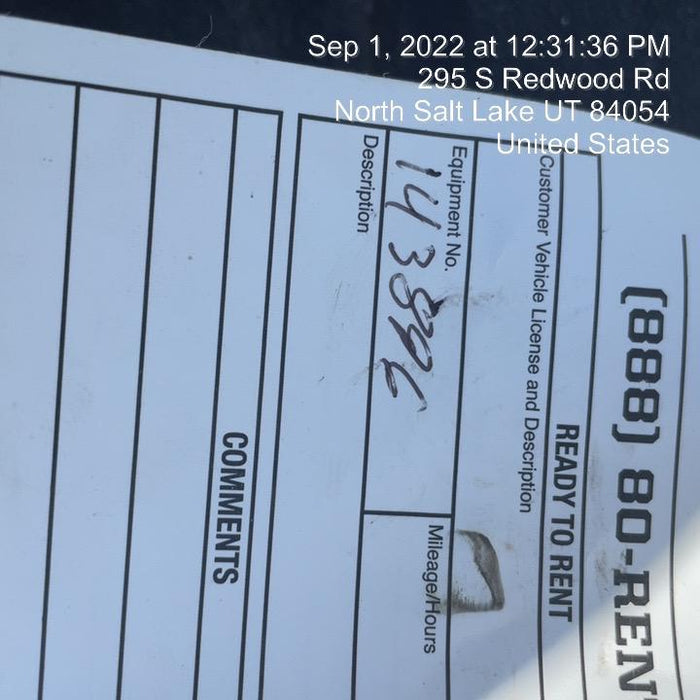 Sep 1, 2022 at 12:31:36 PM
295 S Redwood Rd
North Salt Lake UT 84054
United States
(888) 80-REN
READY TO RENT
Customer Vehicle License and Description
Equipment No.
Mileage/Hours
Description
COMMENTS